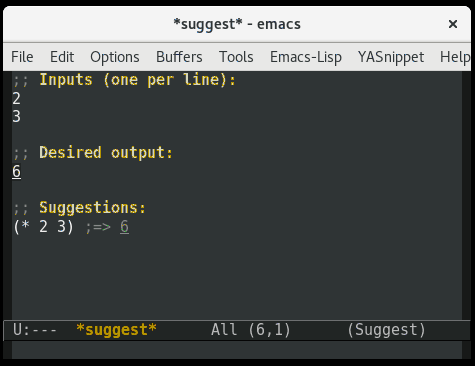 *suggest* - emacs ×
File Edit Options Buffers Tools Emacs-Lisp YASnippet Help
;; Inputs (one per line):
2
3
;; Desired output:
6
;; Suggestions:
(* 2 3) ;=> 6
U:--- *suggest* All (6,1) (Suggest)